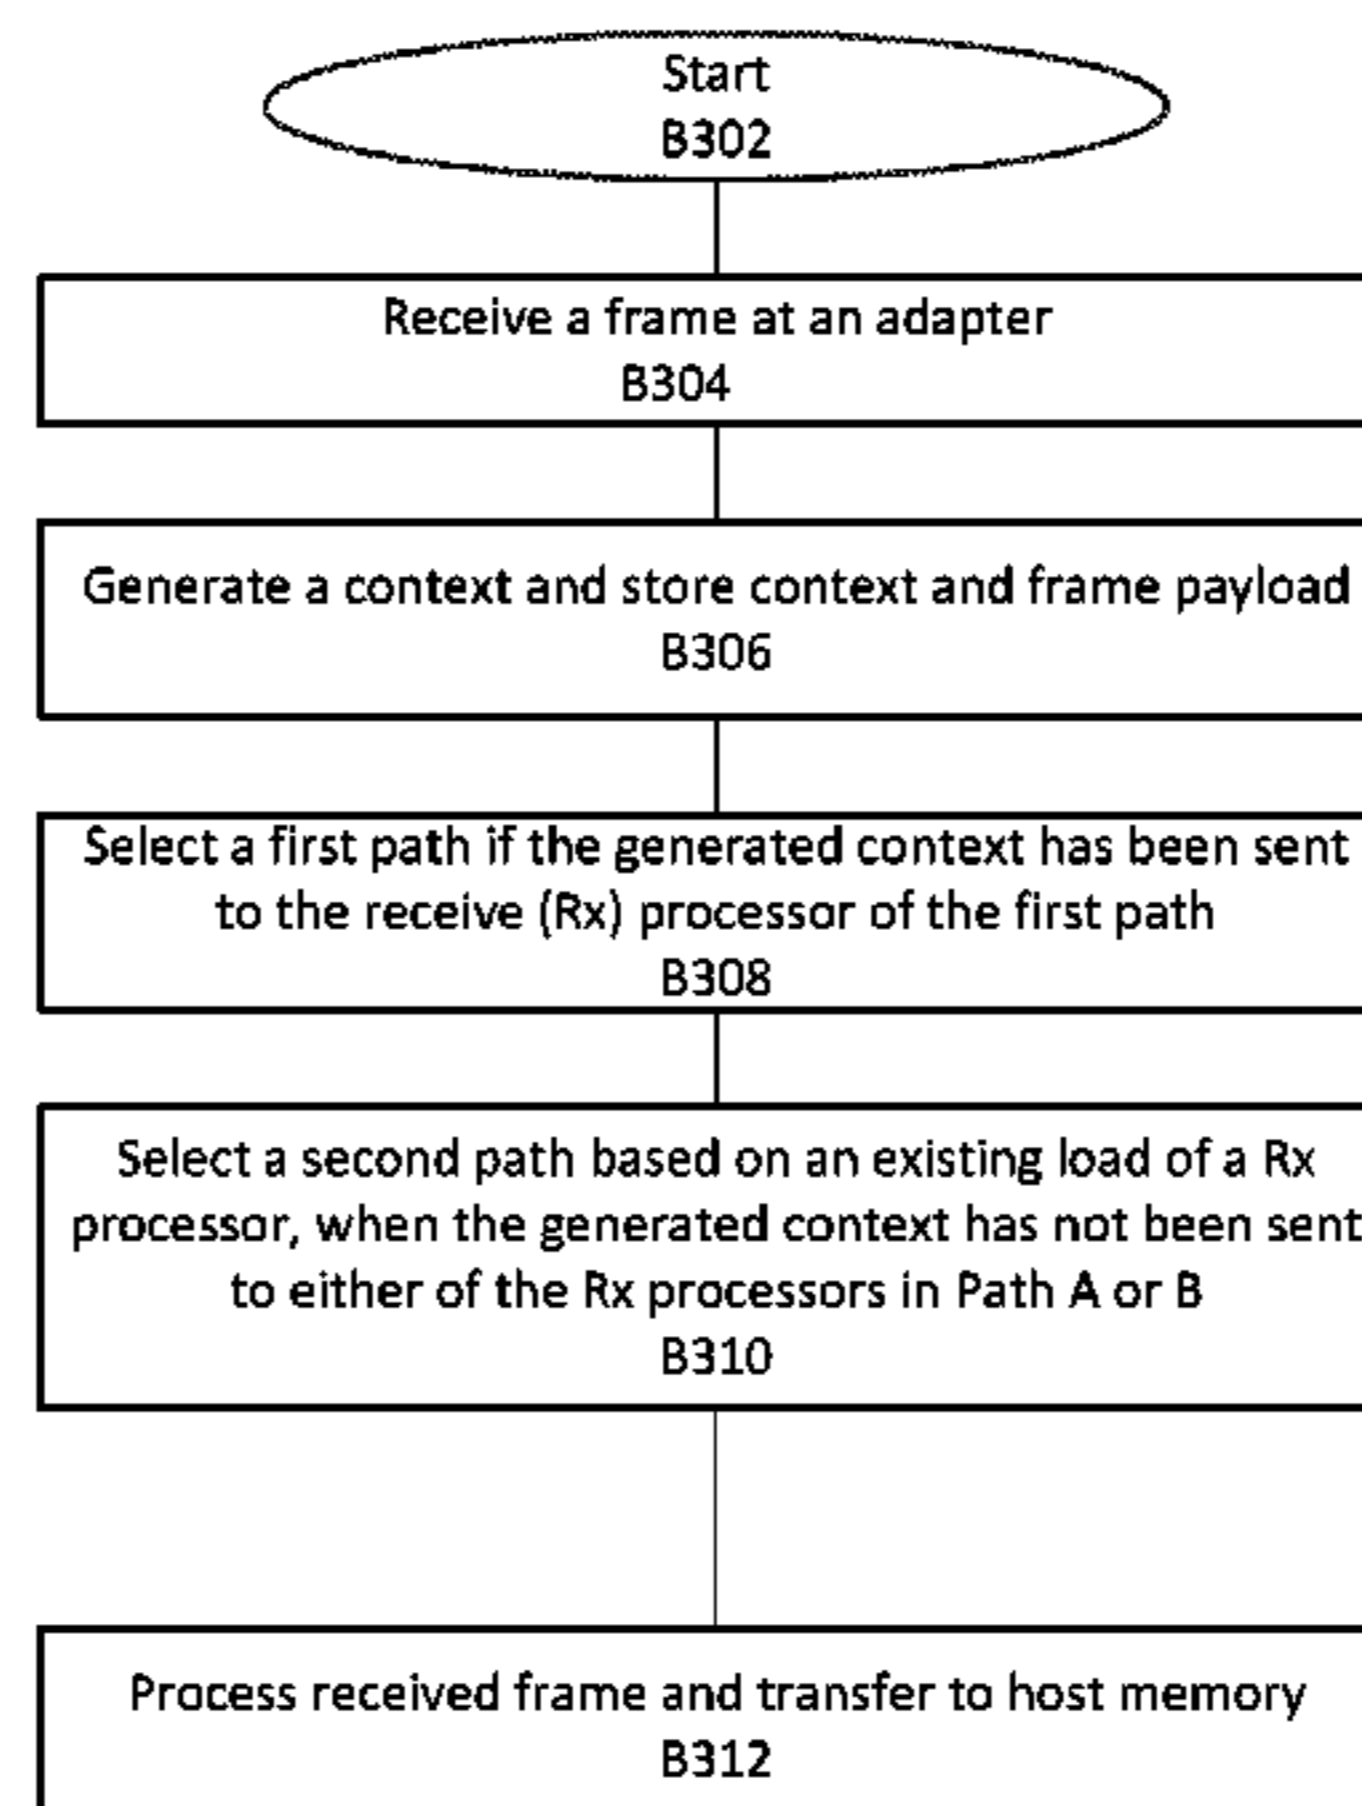 Start
B302
Receive a frame at an adapter
B304
Generate a context and store context and frame payload
B306
Select a first path if the generated context has been sent
to the receive (Rx) processor of the first path
B308
Select a second path based on an existing load of a Rx
processor, when the generated context has not been sent
to either of the Rx processors in Path A or B
B310
Process received frame and transfer to host memory
B312